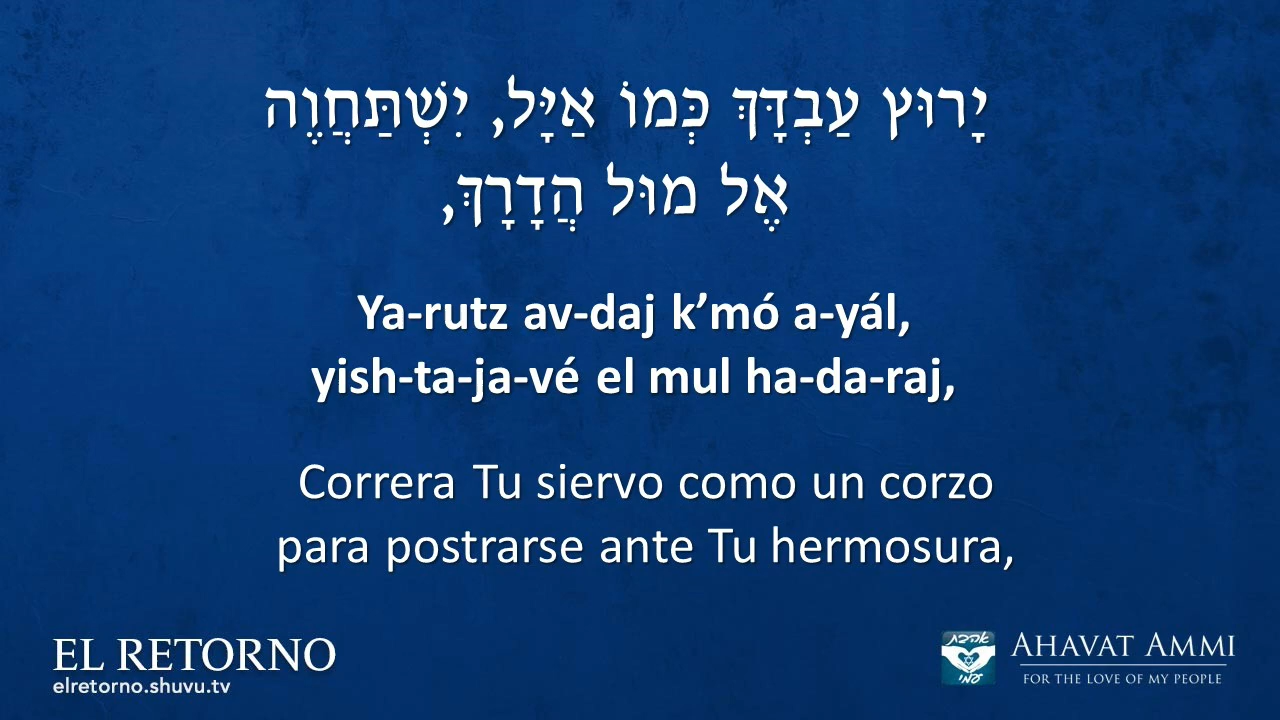 יָרוּץ עַבְדָּךְ כְּמוֹ אַיָּל, יִשְׁתַּחֲוֶה
אֶל מוּל הֲדָרָךְ,
Ya-rutz av-daj k’mó a-yál,
yish-ta-ja-vé el mul ha-da-raj,
Correra Tu siervo como un corzo
para postrarse ante Tu hermosura,
EL RETORNO
elretorno.shuvu.tv
אהבת
עמי
AHAVAT AMMI
FOR THE LOVE OF MY PEOPLE